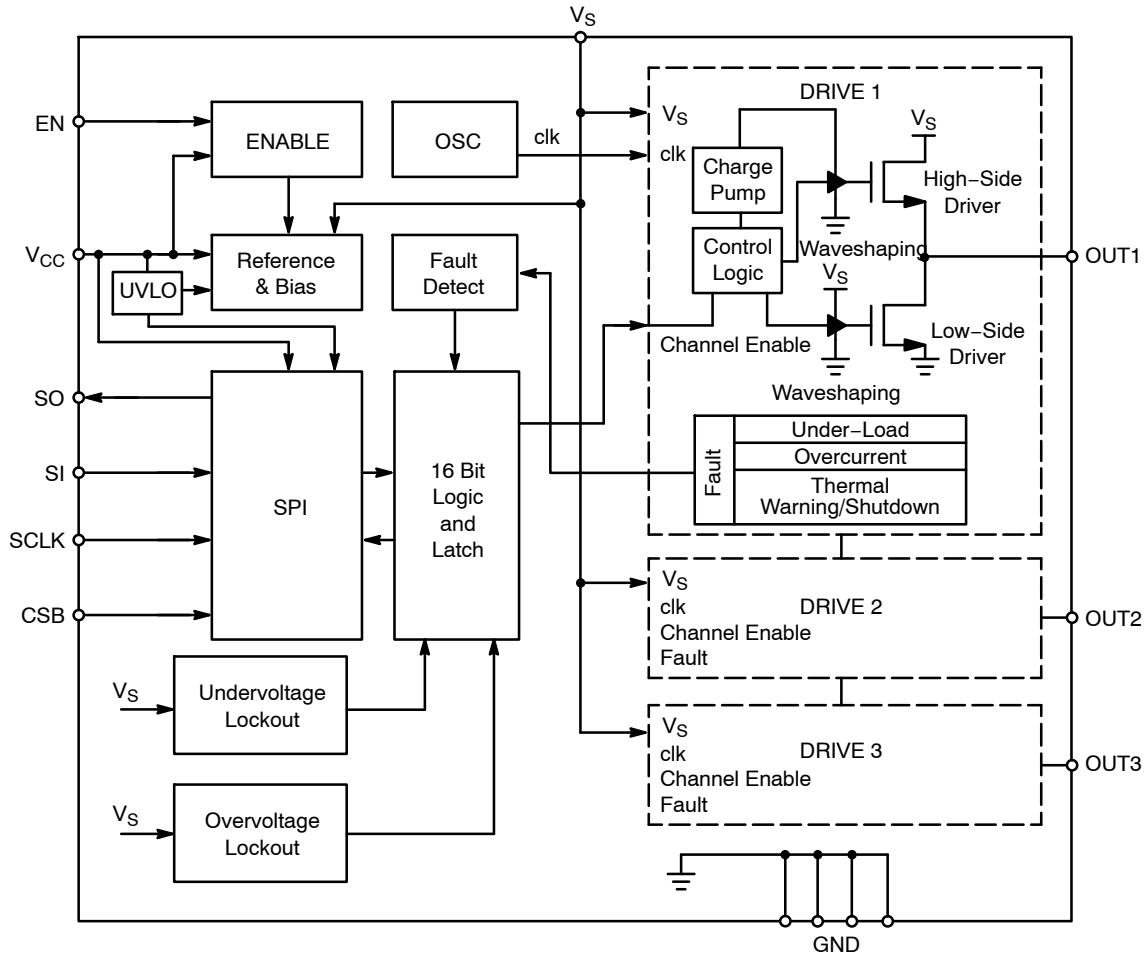 VS
EN
ENABLE
OSC
clk
VCC
UVLO
Reference
& Bias
Fault
Detect
SO
SI
SCLK
CSB
SPI
16 Bit
Logic
and
Latch
VS
Undervoltage
Lockout
VS
Overvoltage
Lockout
DRIVE 1
VS
clk
Charge
Pump
Control
Logic
VS
High−Side
Driver
Waveshaping
VS
OUT1
Channel Enable
Low−Side
Driver
Waveshaping
Fault
Under−Load
Overcurrent
Thermal
Warning/Shutdown
VS
clk
DRIVE 2
Channel Enable
Fault
OUT2
VS
clk
DRIVE 3
Channel Enable
Fault
OUT3
GND